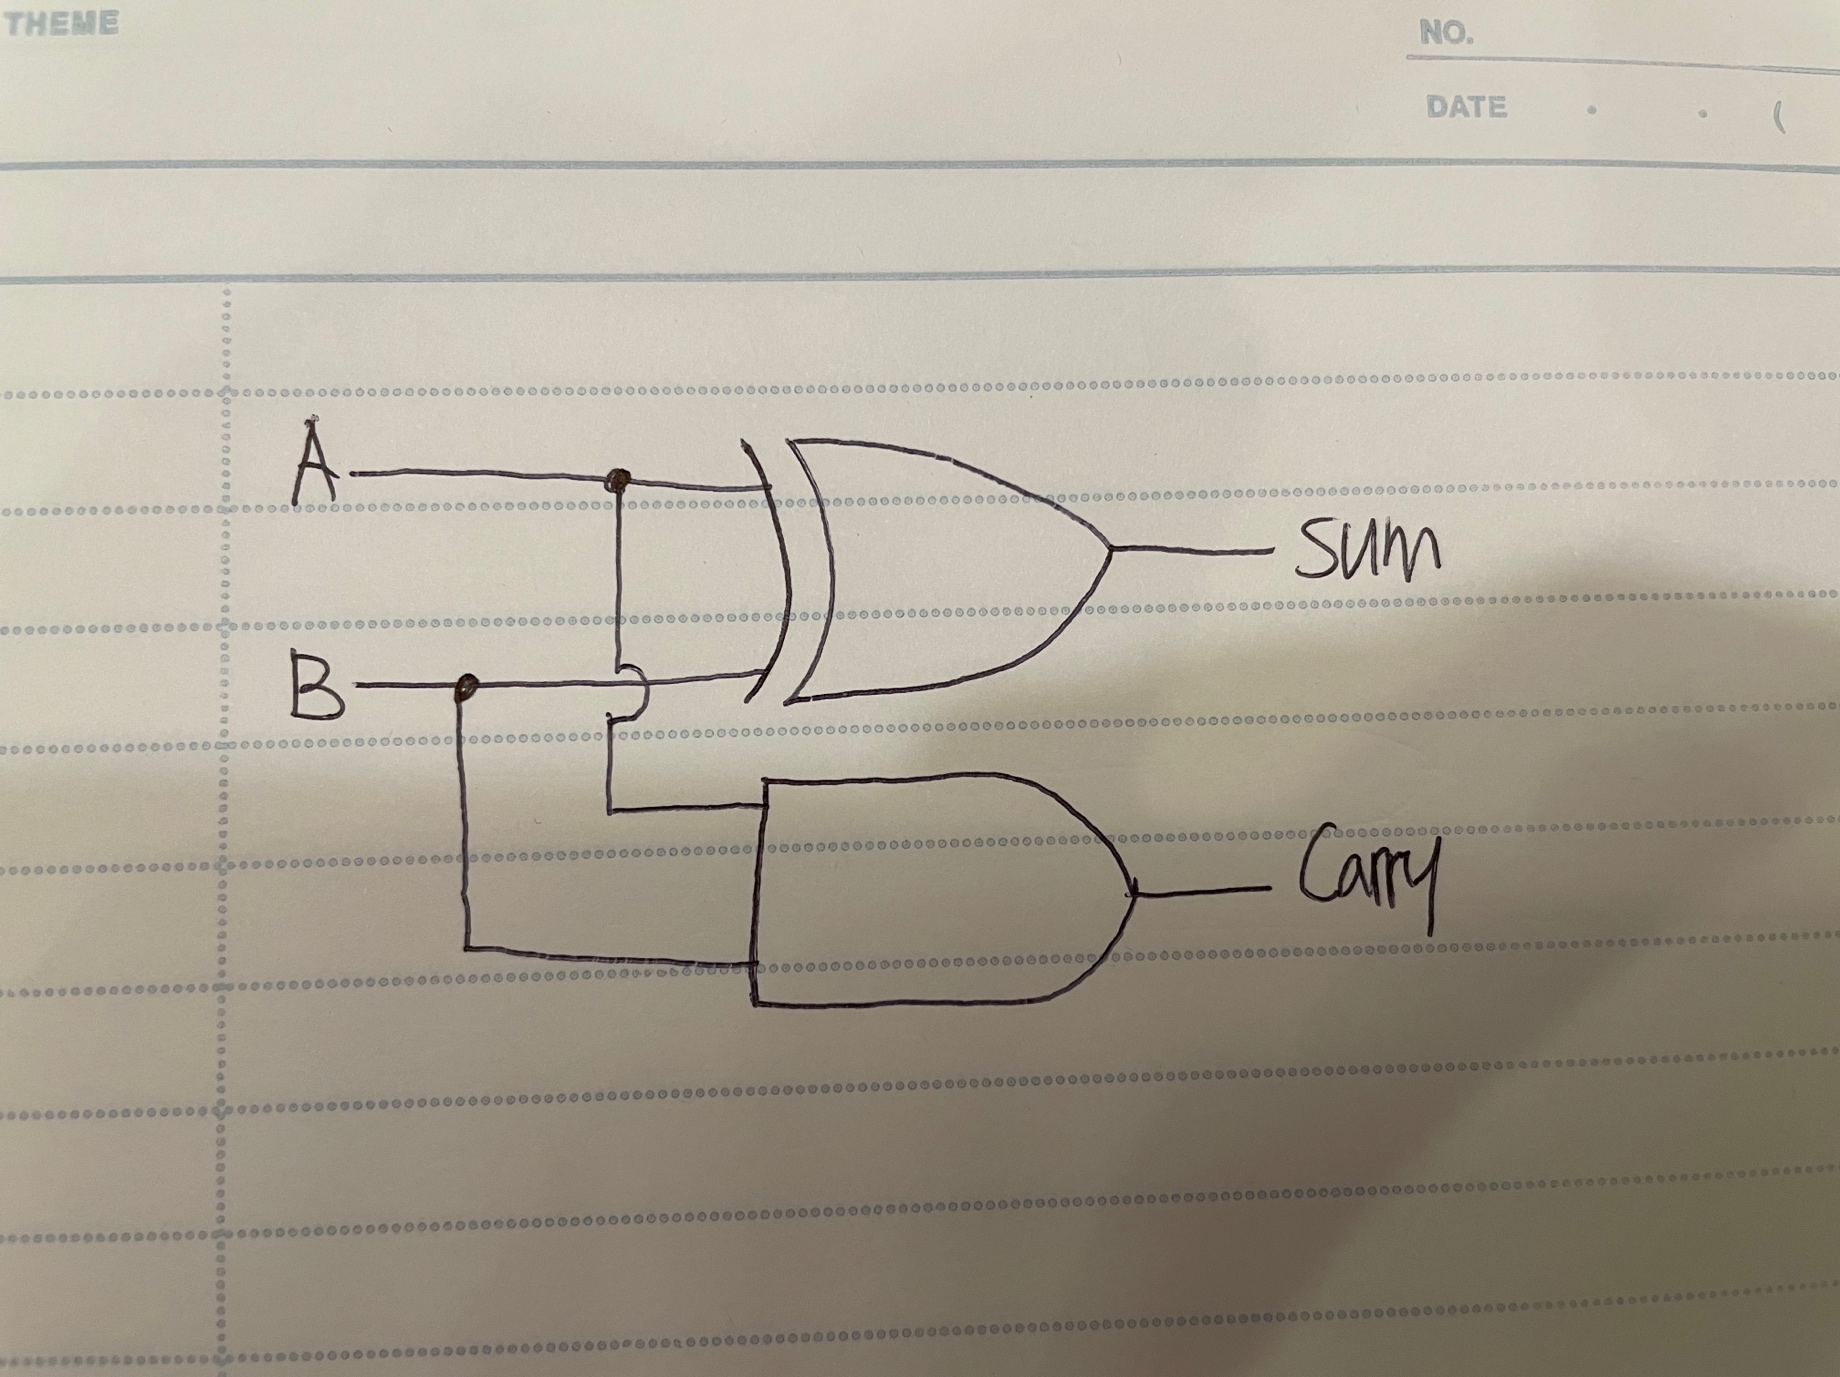 THEME
NO.
DATE . . (
A
Sum
B
Carry